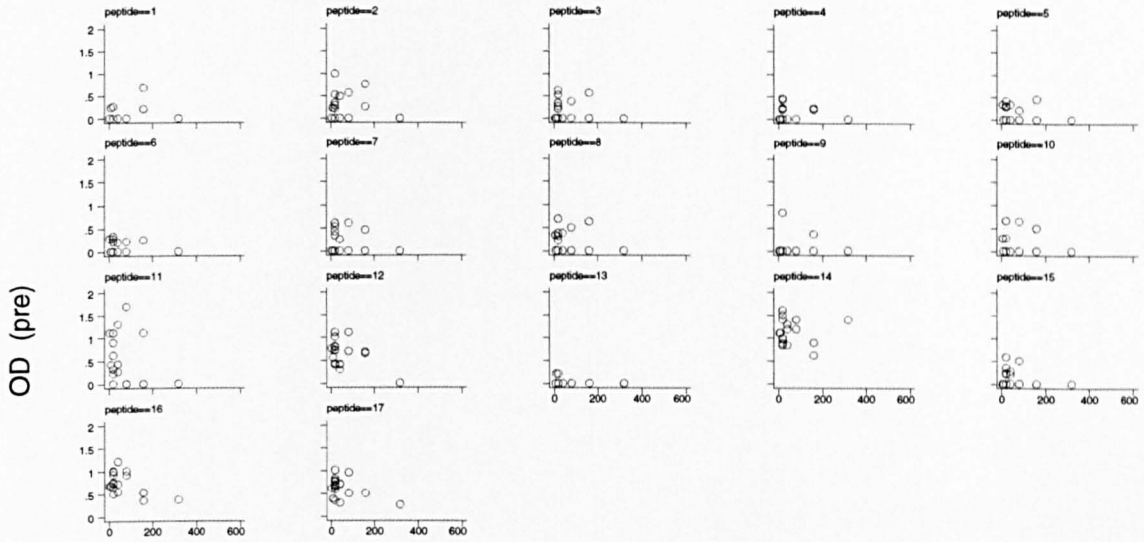 peptide==1 peptide==2 peptide==3 peptide==4 peptide==5
2
1.5
1
.5
0
0 200 400 600
peptide==6 peptide==7 peptide==8 peptide==9 peptide==10
2
1.5
1
.5
0
peptide==11 peptide==12 peptide==13 peptide==14 peptide==15
2
1.5
1
.5
0
0 200 400 600 0 200 400 600 0 200 400 600
peptide==16 peptide==17
2
1.5
1
.5
0
0 200 400 600 0 200 400 600
OD (pre)